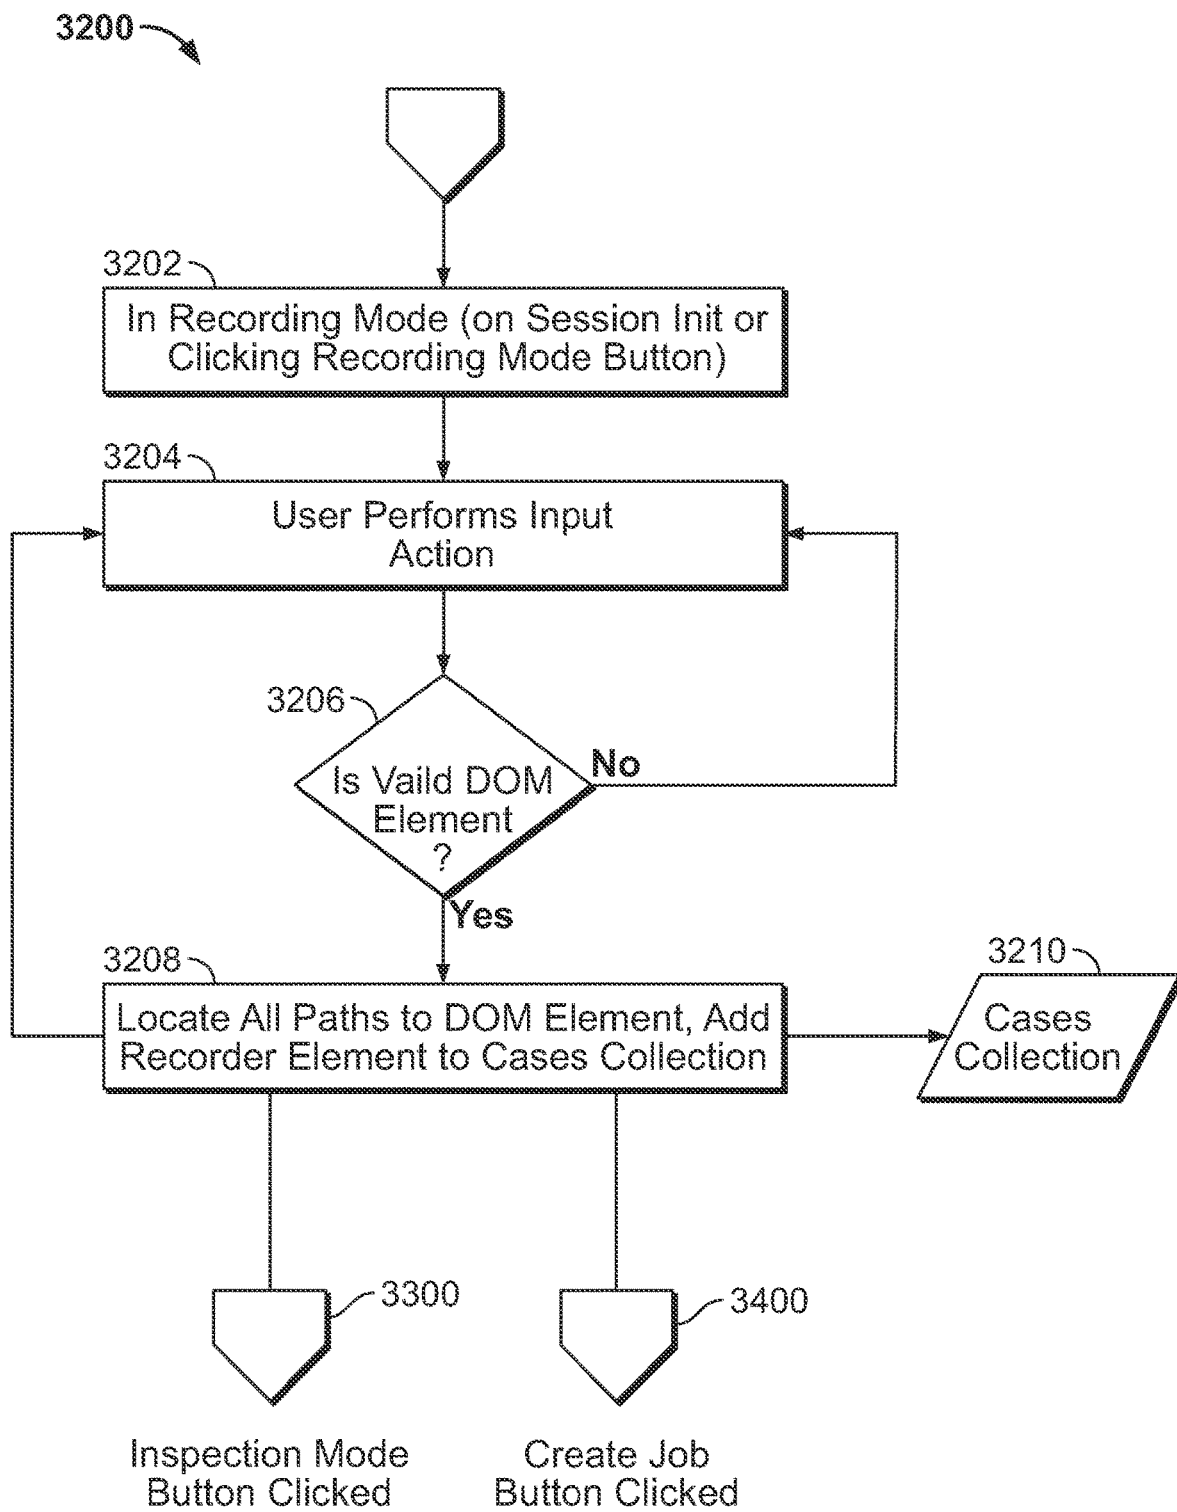 3200
3202
In Recording Mode (on Session Init or
Clicking Recording Mode Button)
3204
User Performs Input
Action
3206
Is Vaild DOM
Element
?
No
Yes
3208
Locate All Paths to DOM Element, Add
Recorder Element to Cases Collection
3210
Cases
Collection
3300
3400
Inspection Mode
Button Clicked
Create Job
Button Clicked